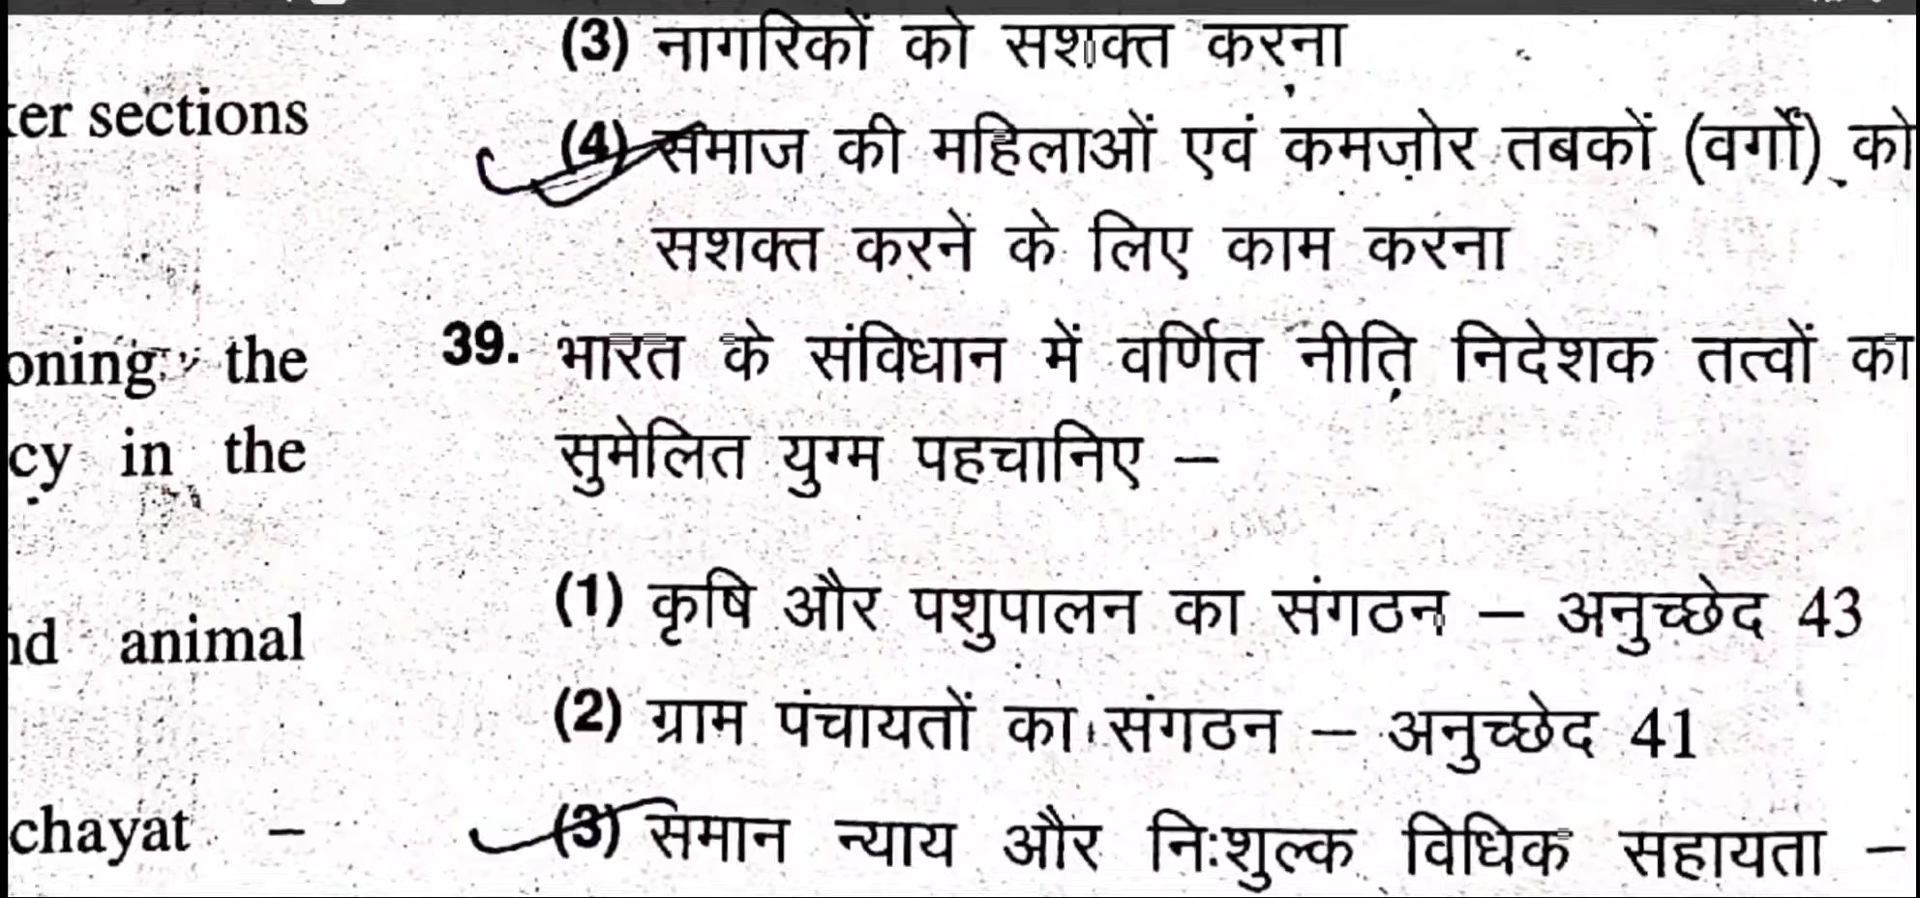 (3) नागरिकों को सशक्त करना
er sections
(4) समाज की महिलाओं एवं कमज़ोर तबकों (वर्गों) को
सशक्त करने के लिए काम करना
oning the
39. भारत के संविधान में वर्णित नीति निदेशक तत्वों का
cy in the
सुमेलित युग्म पहचानिए –
(1) कृषि और पशुपालन का संगठन – अनुच्छेद 43
nd animal
(2) ग्राम पंचायतों का संगठन – अनुच्छेद 41
chayat –
(3) समान न्याय और निःशुल्क विधिक सहायता –